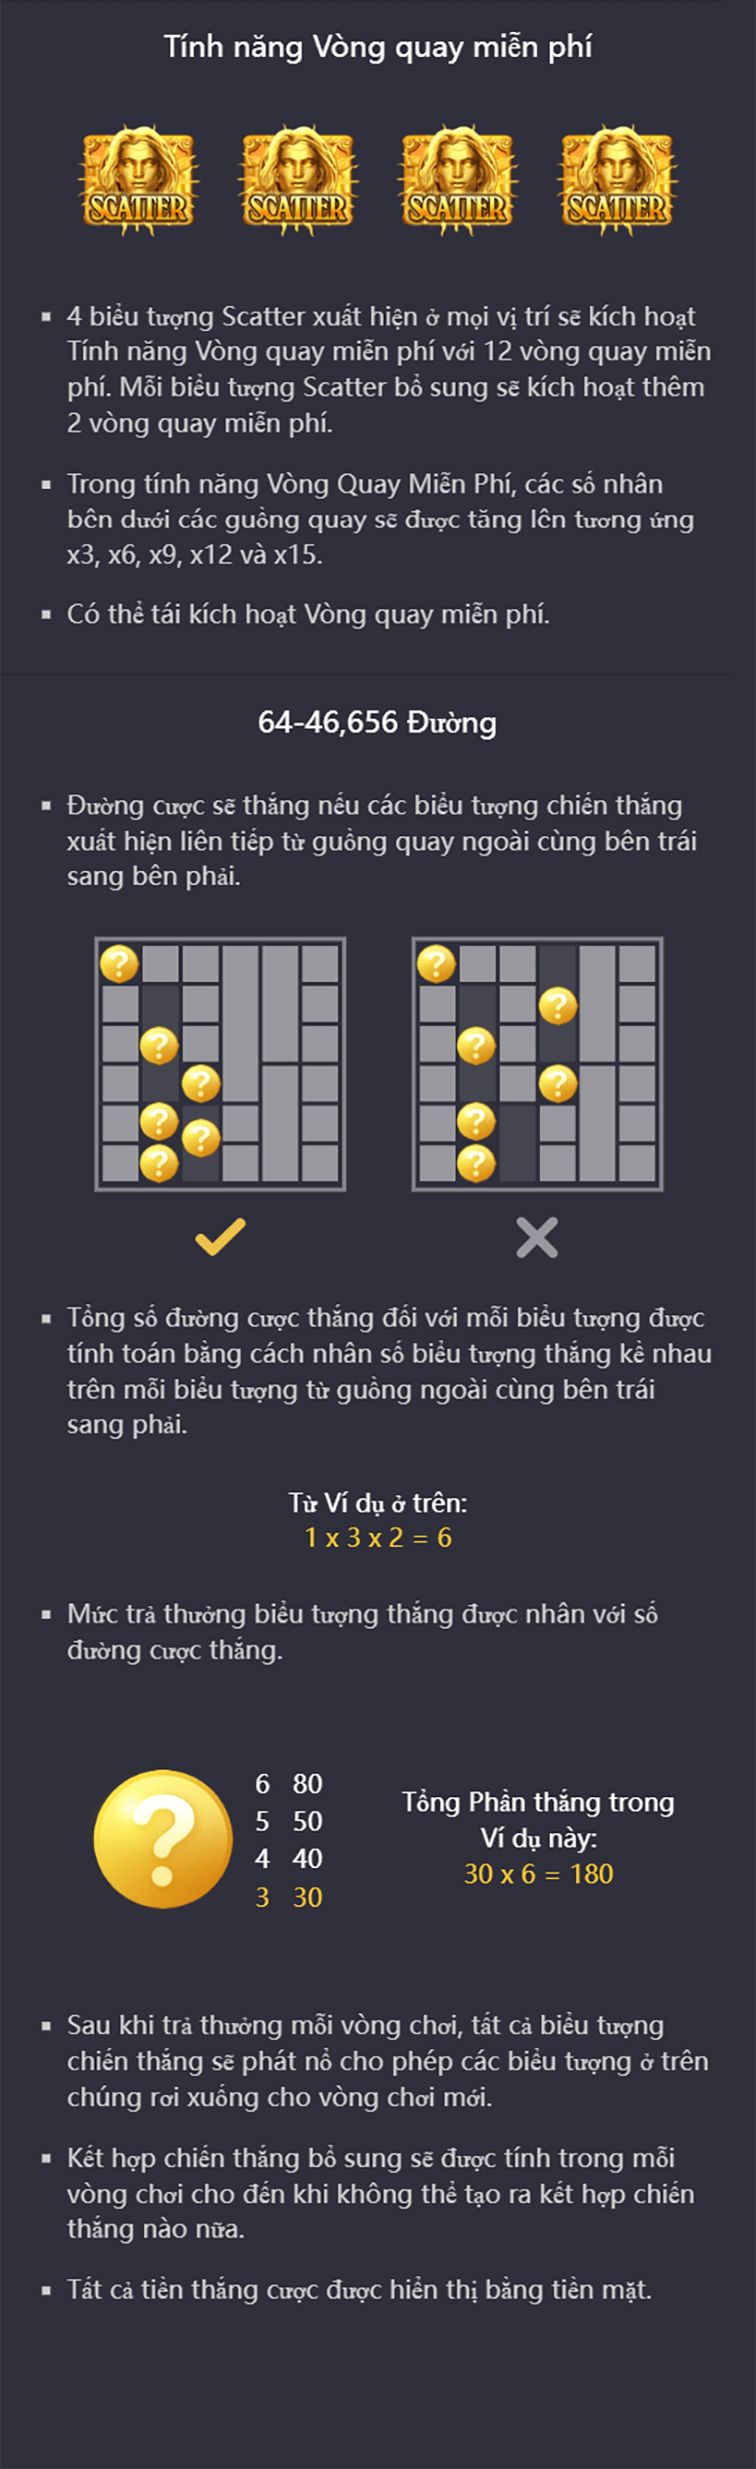 Tính năng Vòng quay miễn phí
SCATTER SCATTER SCATTER SCATTER
▪ 4 biểu tượng Scatter xuất hiện ở mọi vị trí sẽ kích hoạt
Tính năng Vòng quay miễn phí với 12 vòng quay miễn
phí. Mỗi biểu tượng Scatter bổ sung sẽ kích hoạt thêm
2 vòng quay miễn phí.
▪ Trong tính năng Vòng Quay Miễn Phí, các số nhân
bên dưới các guồng quay sẽ được tăng lên tương ứng
x3, x6, x9, x12 và x15.
▪ Có thể tái kích hoạt Vòng quay miễn phí.
64-46,656 Đường
▪ Đường cược sẽ thắng nếu các biểu tượng chiến thắng
xuất hiện liên tiếp từ guồng quay ngoài cùng bên trái
sang bên phải.
? ?
?
? ?
? ?
? ?
?
? ?
▪ Tổng số đường cược thắng đối với mỗi biểu tượng được
tính toán bằng cách nhân số biểu tượng thắng kề nhau
trên mỗi biểu tượng từ guồng ngoài cùng bên trái
sang phải.
Từ Ví dụ ở trên:
1 x 3 x 2 = 6
▪ Mức trả thưởng biểu tượng thắng được nhân với số
đường cược thắng.
?
6 80
5 50
4 40
3 30
Tổng Phần thắng trong
Ví dụ này:
30 x 6 = 180
▪ Sau khi trả thưởng mỗi vòng chơi, tất cả biểu tượng
chiến thắng sẽ phát nổ cho phép các biểu tượng ở trên
chúng rơi xuống cho vòng chơi mới.
▪ Kết hợp chiến thắng bổ sung sẽ được tính trong mỗi
vòng chơi cho đến khi không thể tạo ra kết hợp chiến
thắng nào nữa.
▪ Tất cả tiền thắng cược được hiển thị bằng tiền mặt.